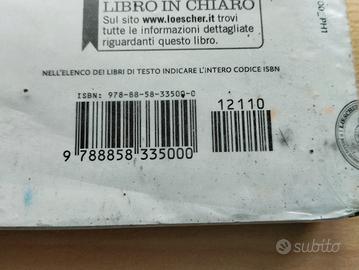 LIBRO IN CHIARO
Sul sito www.loescher.it trovi
tutte le informazioni dettagliate
riguardanti questo libro.
NELL'ELENCO DEI LIBRI DI TESTO INDICARE L'INTERO CODICE ISBN
ISBN: 978-88-58-33500-0
12110
9 788858 335000
subito